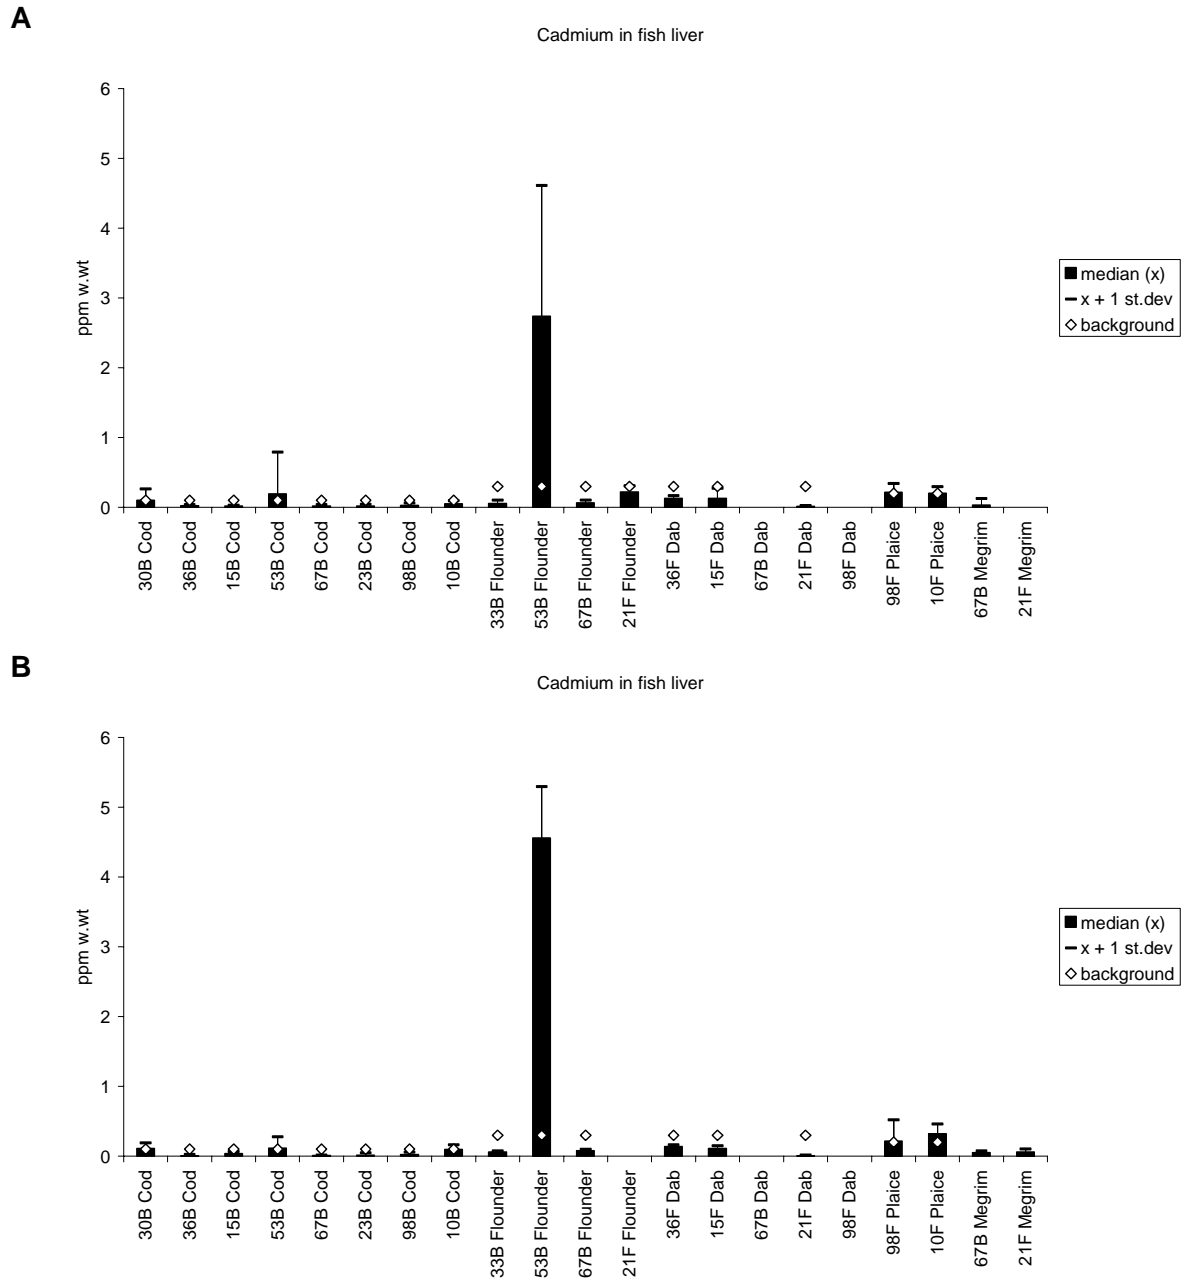 A
Cadmium in fish liver
6
5
4
3
2
1
0
ppm w.wt
30B Cod
36B Cod
15B Cod
53B Cod
67B Cod
23B Cod
98B Cod
10B Cod
33B Flounder
53B Flounder
67B Flounder
21F Flounder
36F Dab
15F Dab
67B Dab
21F Dab
98F Dab
98F Plaice
10F Plaice
67B Megrim
21F Megrim
median (x)
x + 1 st.dev
background
B
Cadmium in fish liver
6
5
4
3
2
1
0
ppm w.wt
30B Cod
36B Cod
15B Cod
53B Cod
67B Cod
23B Cod
98B Cod
10B Cod
33B Flounder
53B Flounder
67B Flounder
21F Flounder
36F Dab
15F Dab
67B Dab
21F Dab
98F Dab
98F Plaice
10F Plaice
67B Megrim
21F Megrim
median (x)
x + 1 st.dev
background